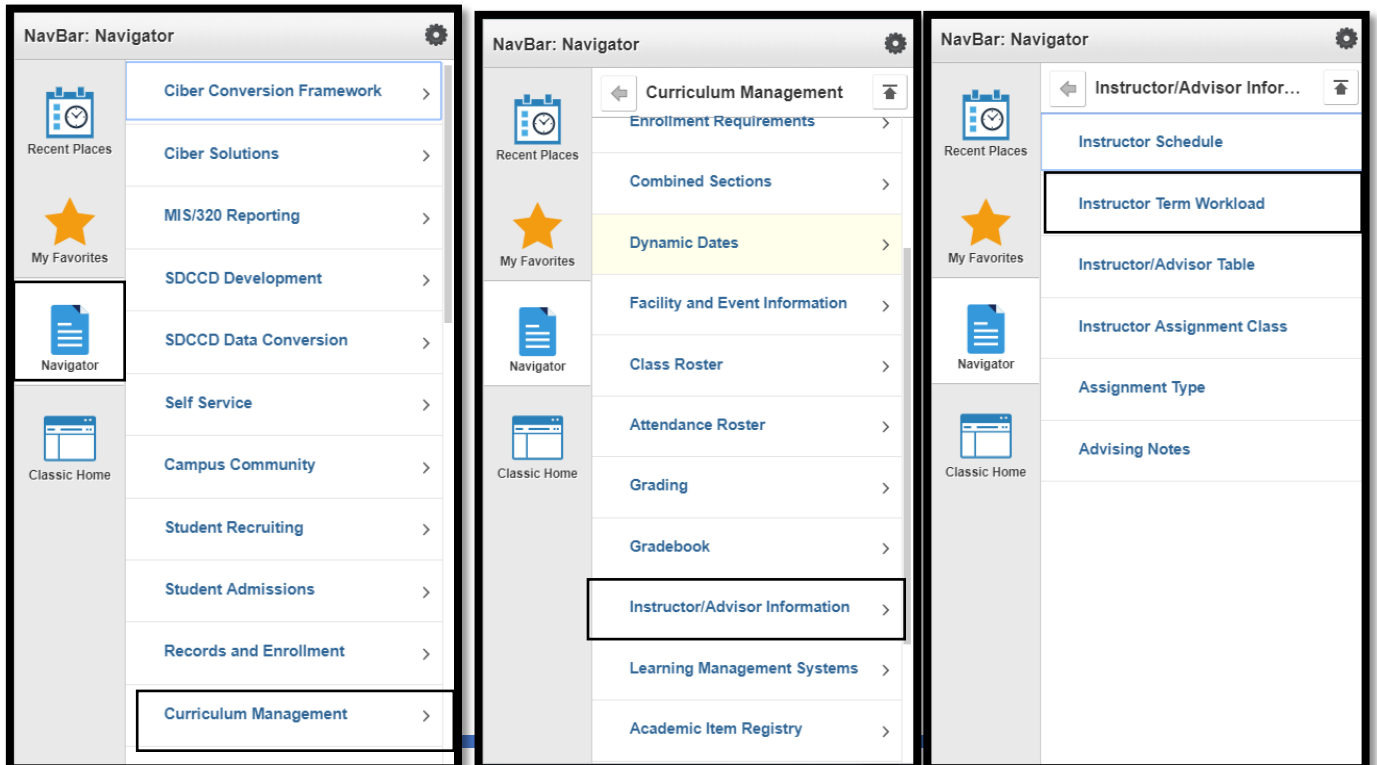 NavBar: Navigator
Recent Places
My Favorites
Navigator
Classic Home
Ciber Conversion Framework
Ciber Solutions
MIS/320 Reporting
SDCCD Development
SDCCD Data Conversion
Self Service
Campus Community
Student Recruiting
Student Admissions
Records and Enrollment
Curriculum Management
NavBar: Navigator
Recent Places
My Favorites
Navigator
Classic Home
Curriculum Management
Enrollment Requirements
Combined Sections
Dynamic Dates
Facility and Event Information
Class Roster
Attendance Roster
Grading
Gradebook
Instructor/Advisor Information
Learning Management Systems
Academic Item Registry
NavBar: Navigator
Recent Places
My Favorites
Navigator
Classic Home
Instructor/Advisor Infor...
Instructor Schedule
Instructor Term Workload
Instructor/Advisor Table
Instructor Assignment Class
Assignment Type
Advising Notes